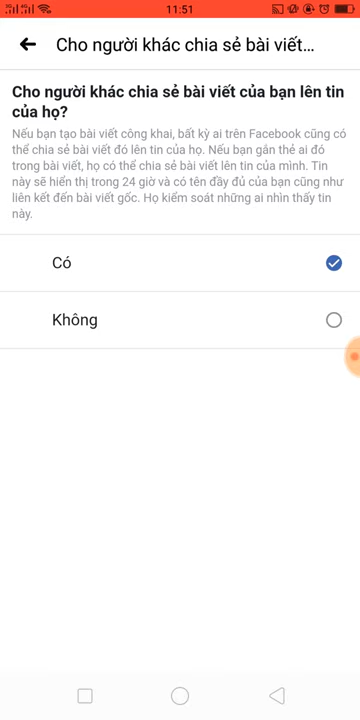 11:51
Cho người khác chia sẻ bài viết...
Cho người khác chia sẻ bài viết của bạn lên tin
của họ?
Nếu bạn tạo bài viết công khai, bất kỳ ai trên Facebook cũng có
thể chia sẻ bài viết đó lên tin của họ. Nếu bạn gắn thẻ ai đó
trong bài viết, họ có thể chia sẻ bài viết lên tin của mình. Tin
này sẽ hiển thị trong 24 giờ và có tên đầy đủ của bạn cũng như
liên kết đến bài viết gốc. Họ kiểm soát những ai nhìn thấy tin
này.
Có
Không